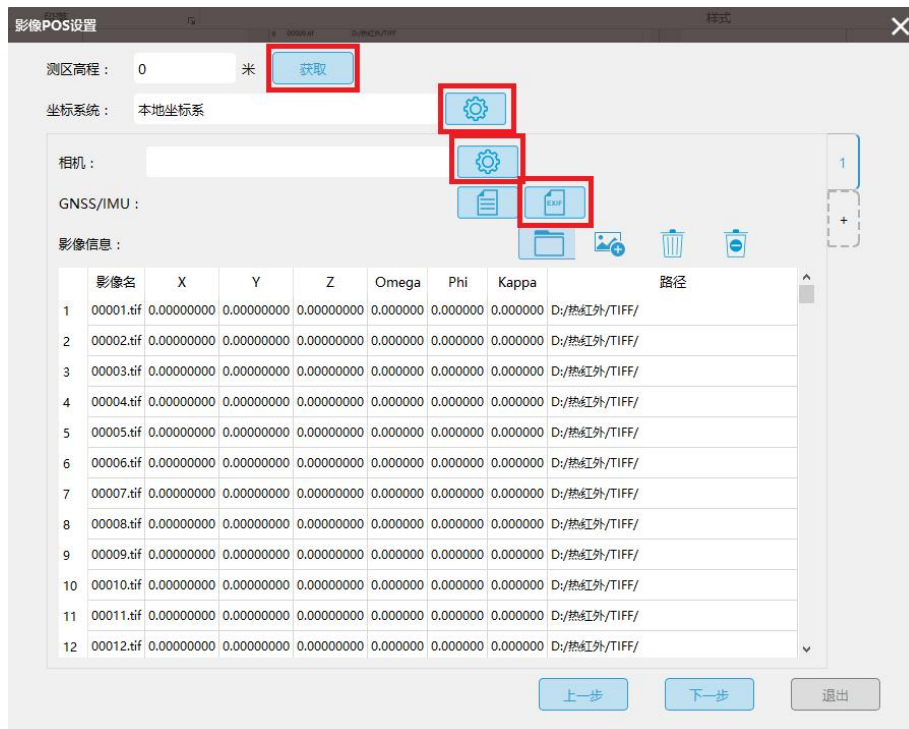 样式
00009.tif D:/热红外/TIFF
影像POS设置
测区高程： 0 米 获取
坐标系统： 本地坐标系
相机： 1
GNSS/IMU： EXIF
+
影像信息：
影像名 X Y Z Omega Phi Kappa 路径
1 00001.tif 0.00000000 0.00000000 0.00000000 0.000000 0.000000 0.000000 D:/热红外/TIFF/
2 00002.tif 0.00000000 0.00000000 0.00000000 0.000000 0.000000 0.000000 D:/热红外/TIFF/
3 00003.tif 0.00000000 0.00000000 0.00000000 0.000000 0.000000 0.000000 D:/热红外/TIFF/
4 00004.tif 0.00000000 0.00000000 0.00000000 0.000000 0.000000 0.000000 D:/热红外/TIFF/
5 00005.tif 0.00000000 0.00000000 0.00000000 0.000000 0.000000 0.000000 D:/热红外/TIFF/
6 00006.tif 0.00000000 0.00000000 0.00000000 0.000000 0.000000 0.000000 D:/热红外/TIFF/
7 00007.tif 0.00000000 0.00000000 0.00000000 0.000000 0.000000 0.000000 D:/热红外/TIFF/
8 00008.tif 0.00000000 0.00000000 0.00000000 0.000000 0.000000 0.000000 D:/热红外/TIFF/
9 00009.tif 0.00000000 0.00000000 0.00000000 0.000000 0.000000 0.000000 D:/热红外/TIFF/
10 00010.tif 0.00000000 0.00000000 0.00000000 0.000000 0.000000 0.000000 D:/热红外/TIFF/
11 00011.tif 0.00000000 0.00000000 0.00000000 0.000000 0.000000 0.000000 D:/热红外/TIFF/
12 00012.tif 0.00000000 0.00000000 0.00000000 0.000000 0.000000 0.000000 D:/热红外/TIFF/
上一步 下一步 退出